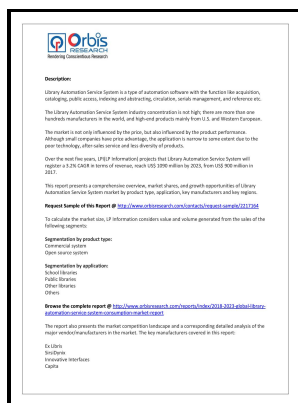 Orbis
RESEARCH
Rendering Conscientious Research
Description:
Library Automation Service System is a type of automation software with the function like acquisition,
cataloging, public access, indexing and abstracting, circulation, serials management, and reference etc.
The Library Automation Service System industry concentration is not high; there are more than one
hundreds manufacturers in the world, and high-end products mainly from U.S. and Western European.
The market is not only influenced by the price, but also influenced by the product performance.
Although small companies have price advantage, the application is narrow to some extent due to the
poor technology, after-sales service and less diversity of products.
Over the next five years, LPI(LP Information) projects that Library Automation Service System will
register a 3.2% CAGR in terms of revenue, reach US$ 1090 million by 2023, from US$ 900 million in
2017.
This report presents a comprehensive overview, market shares, and growth opportunities of Library
Automation Service System market by product type, application, key manufacturers and key regions.
Request Sample of this Report @ http://www.orbisresearch.com/contacts/request-sample/2217164
To calculate the market size, LP Information considers value and volume generated from the sales of the
following segments:
Segmentation by product type:
Commercial system
Open source system
Segmentation by application:
School libraries
Public libraries
Other libraries
Others
Browse the complete report @ http://www.orbisresearch.com/reports/index/2018-2023-global-library-
automation-service-system-consumption-market-report
The report also presents the market competition landscape and a corresponding detailed analysis of the
major vendor/manufacturers in the market. The key manufacturers covered in this report:
Ex Libris
SirsiDynix
Innovative Interfaces
Capita